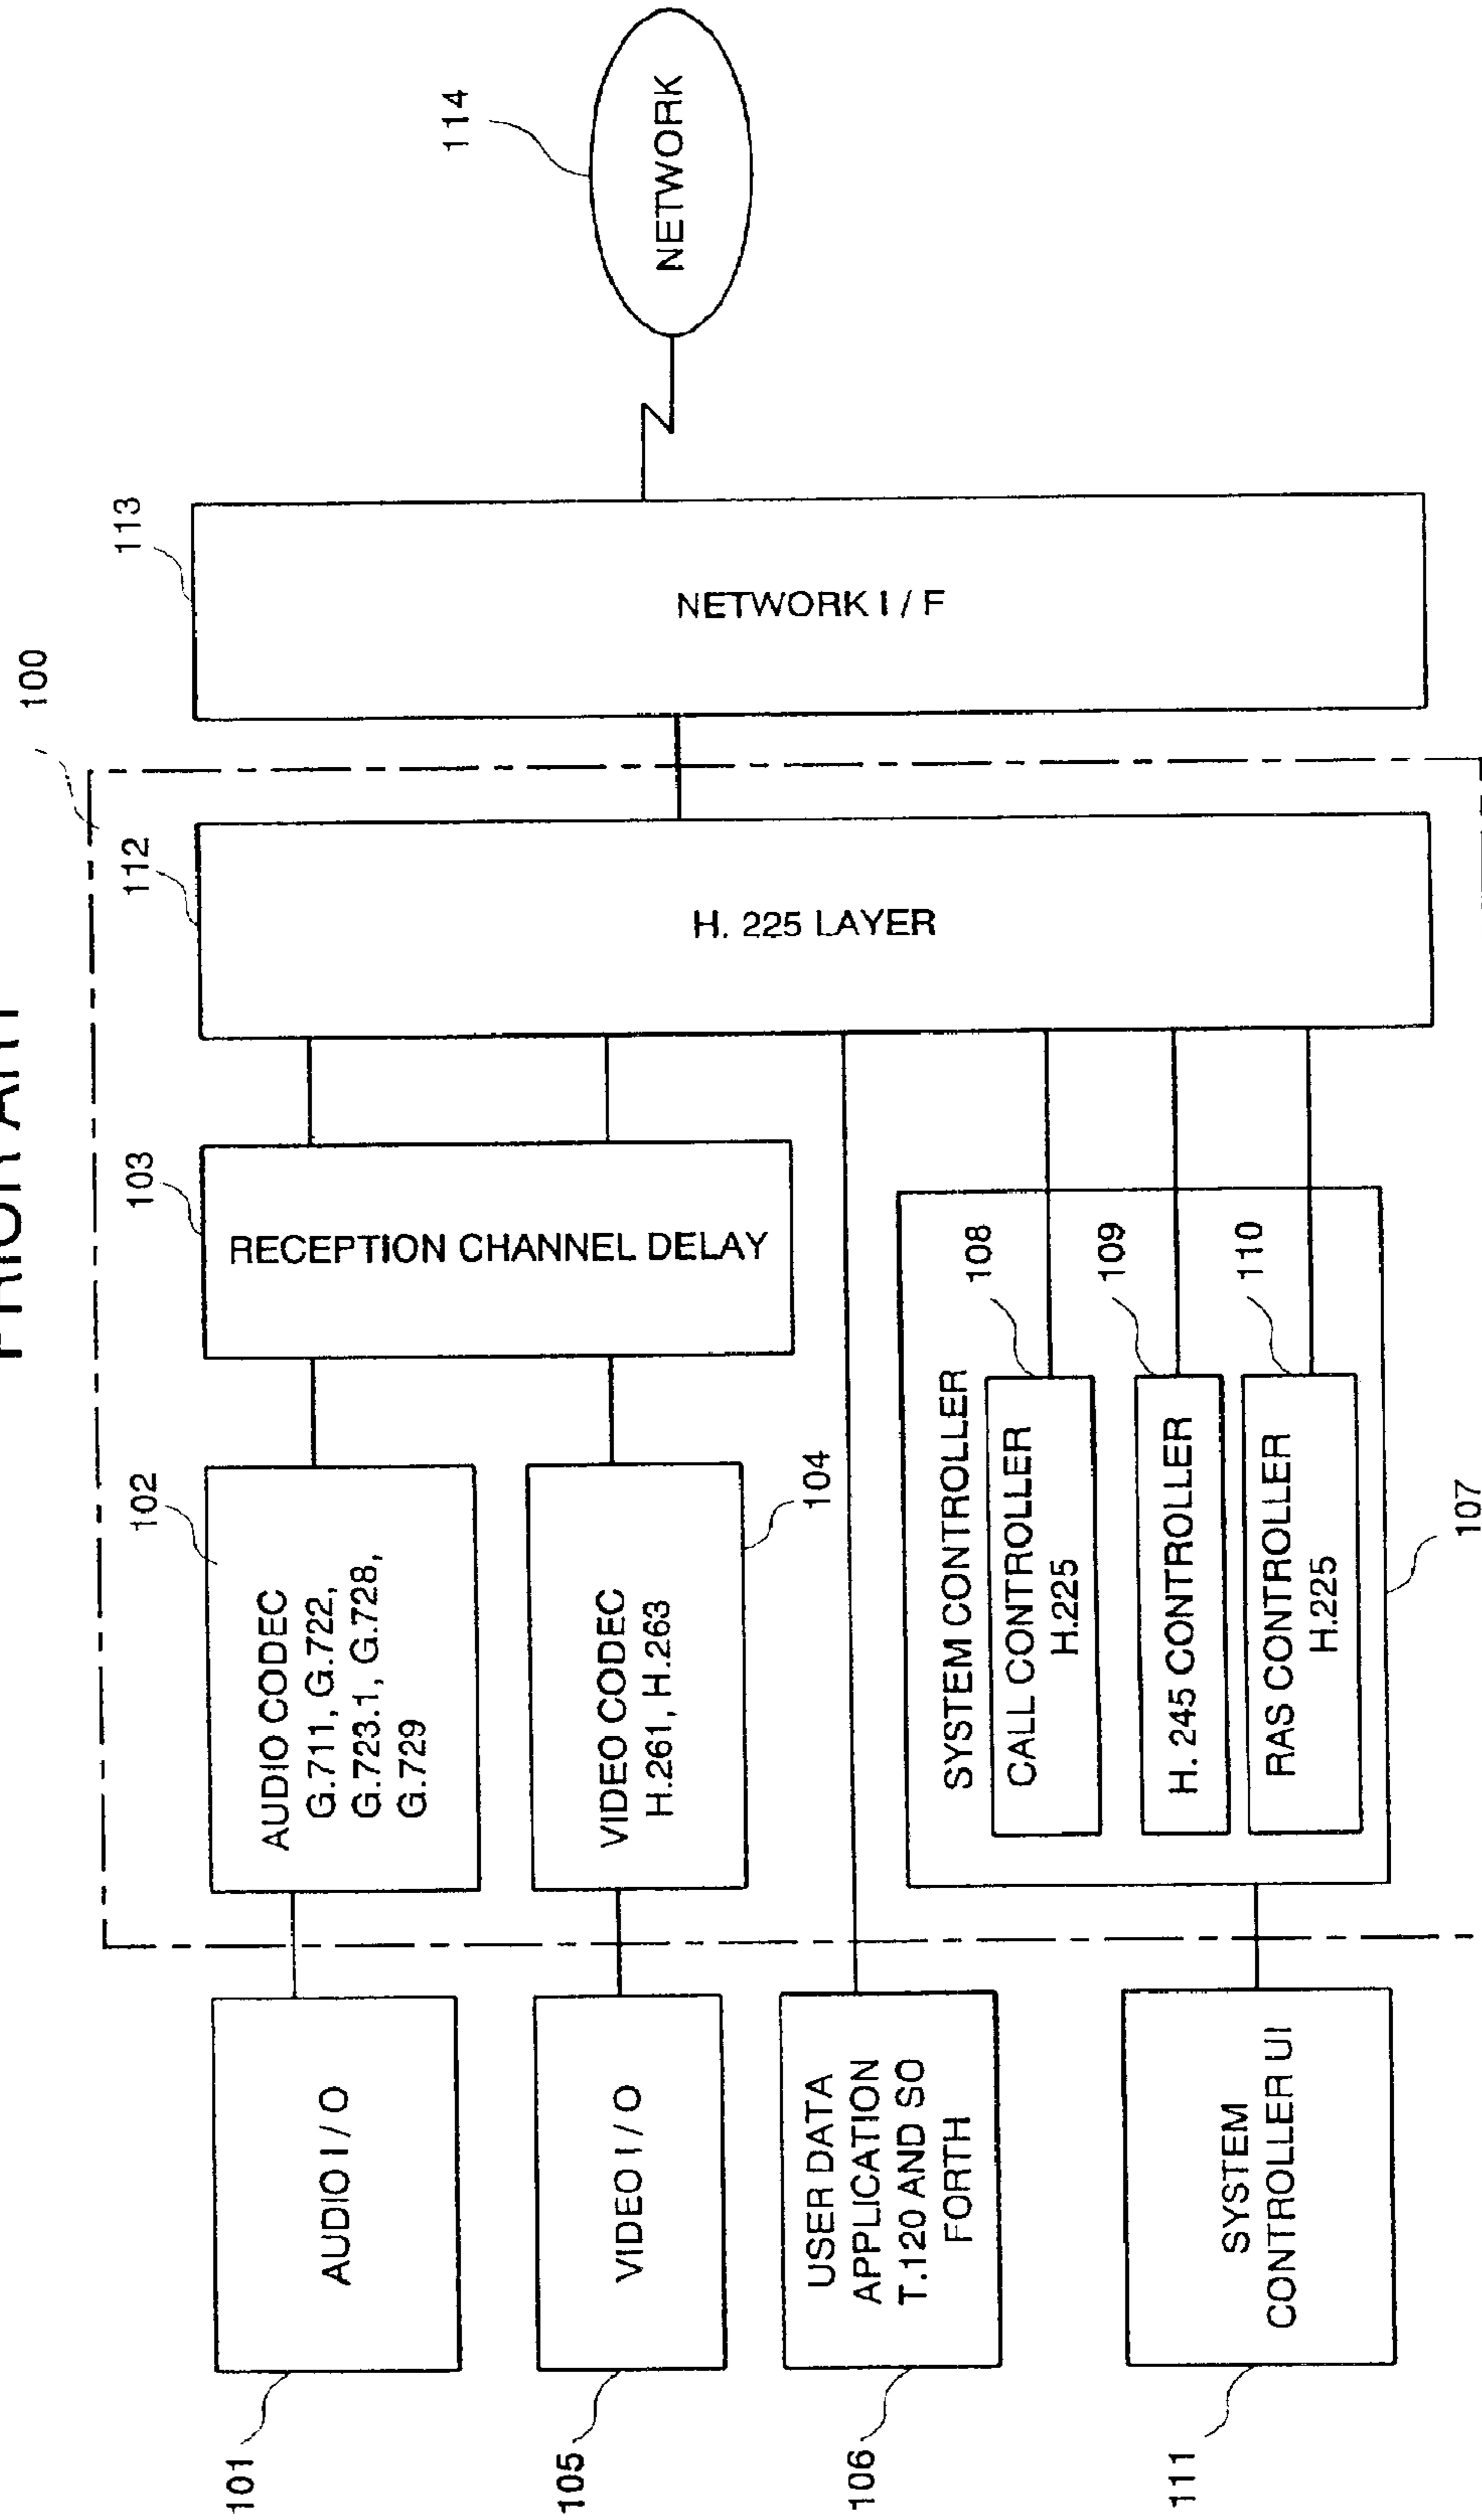 PRIOR ART
100
101
AUDIO I / O
102
AUDIO CODEC
G.711, G.722,
G.723.1, G.728,
G.729
103
RECEPTION CHANNEL DELAY
112
H. 225 LAYER
113
NETWORK I / F
114
NETWORK
105
VIDEO I / O
VIDEO CODEC
H.261, H.263
104
106
USER DATA
APPLICATION
T.120 AND SO
FORTH
SYSTEM CONTROLLER
108
CALL CONTROLLER
H.225
109
H. 245 CONTROLLER
110
RAS CONTROLLER
H.225
107
111
SYSTEM
CONTROLLER UI